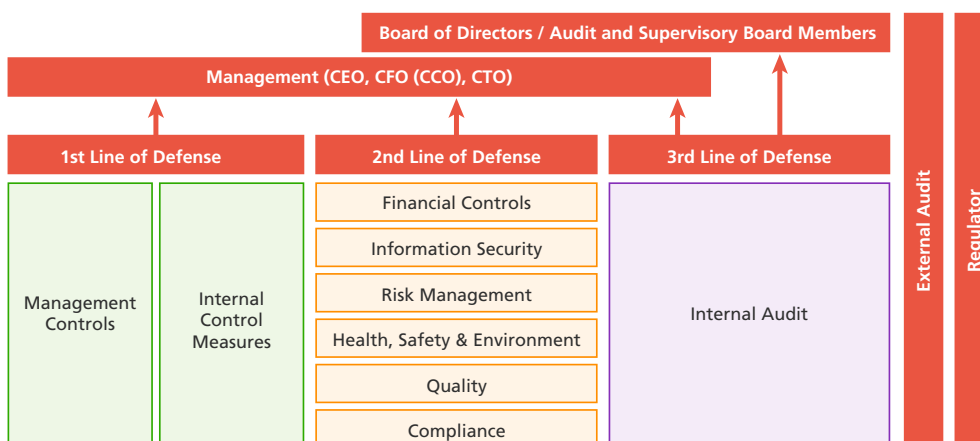 Board of Directors / Audit and Supervisory Board Members
Management (CEO, CFO (CCO), CTO)
1st Line of Defense
2nd Line of Defense
3rd Line of Defense
Management
Controls
Internal
Control
Measures
Financial Controls
Information Security
Risk Management
Health, Safety & Environment
Quality
Compliance
Internal Audit
External Audit
Regulator